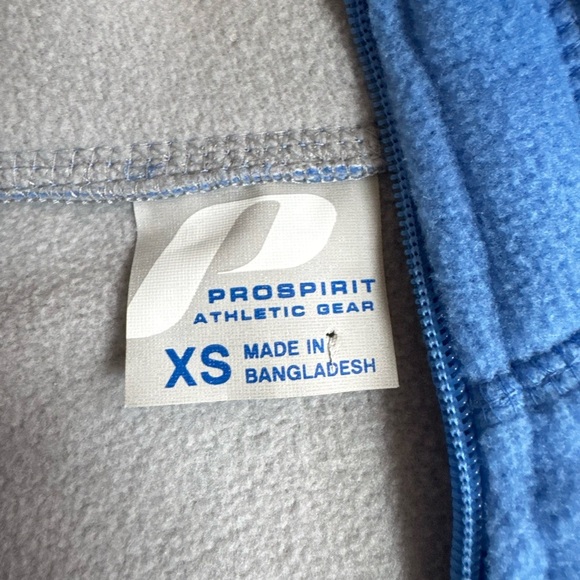 PROSPIRIT
ATHLETIC GEAR
XS
MADE IN
BANGLADESH